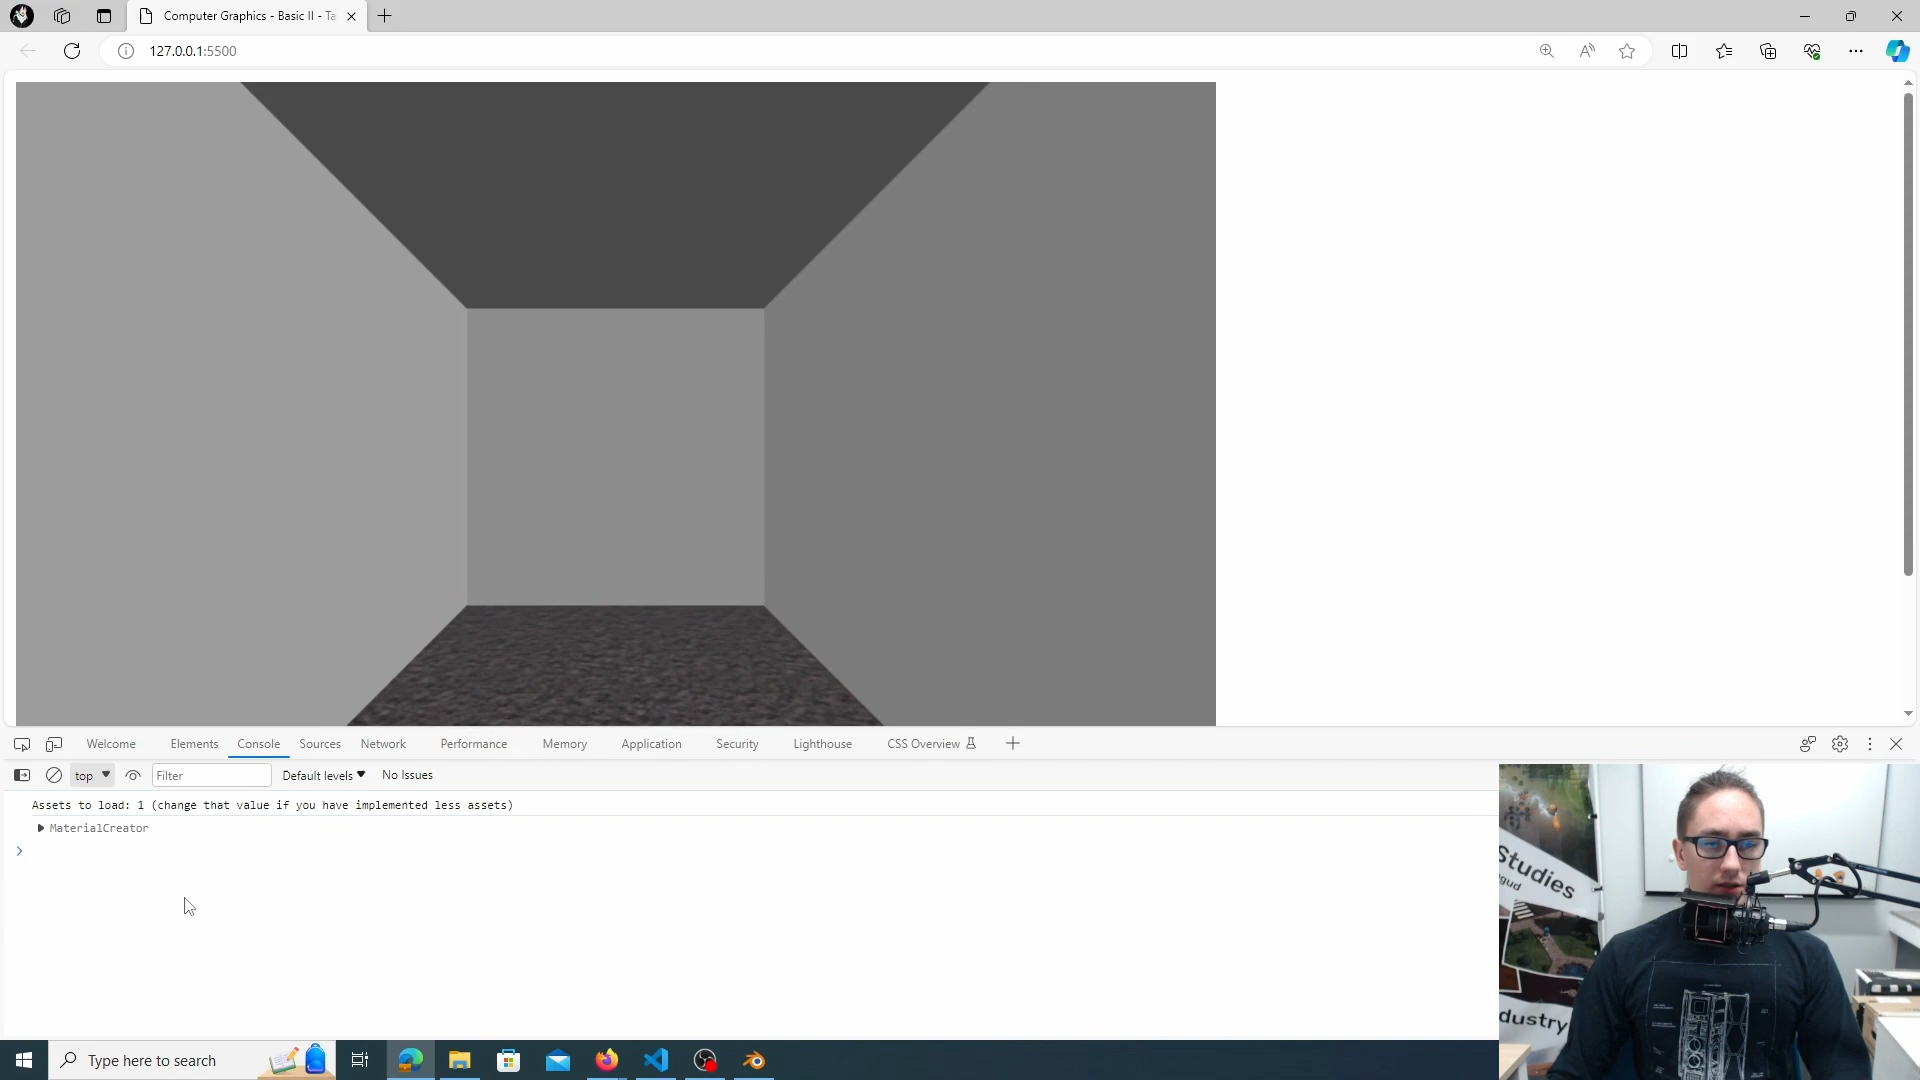 Computer Graphics - Basic II - Ta
127.0.0.1:5500
Welcome Elements Console Sources Network Performance Memory Application Security Lighthouse CSS Overview
top Filter Default levels No Issues
Assets to load: 1 (change that value if you have implemented less assets)
MaterialCreator
Studies
gud
dustry
Type here to search